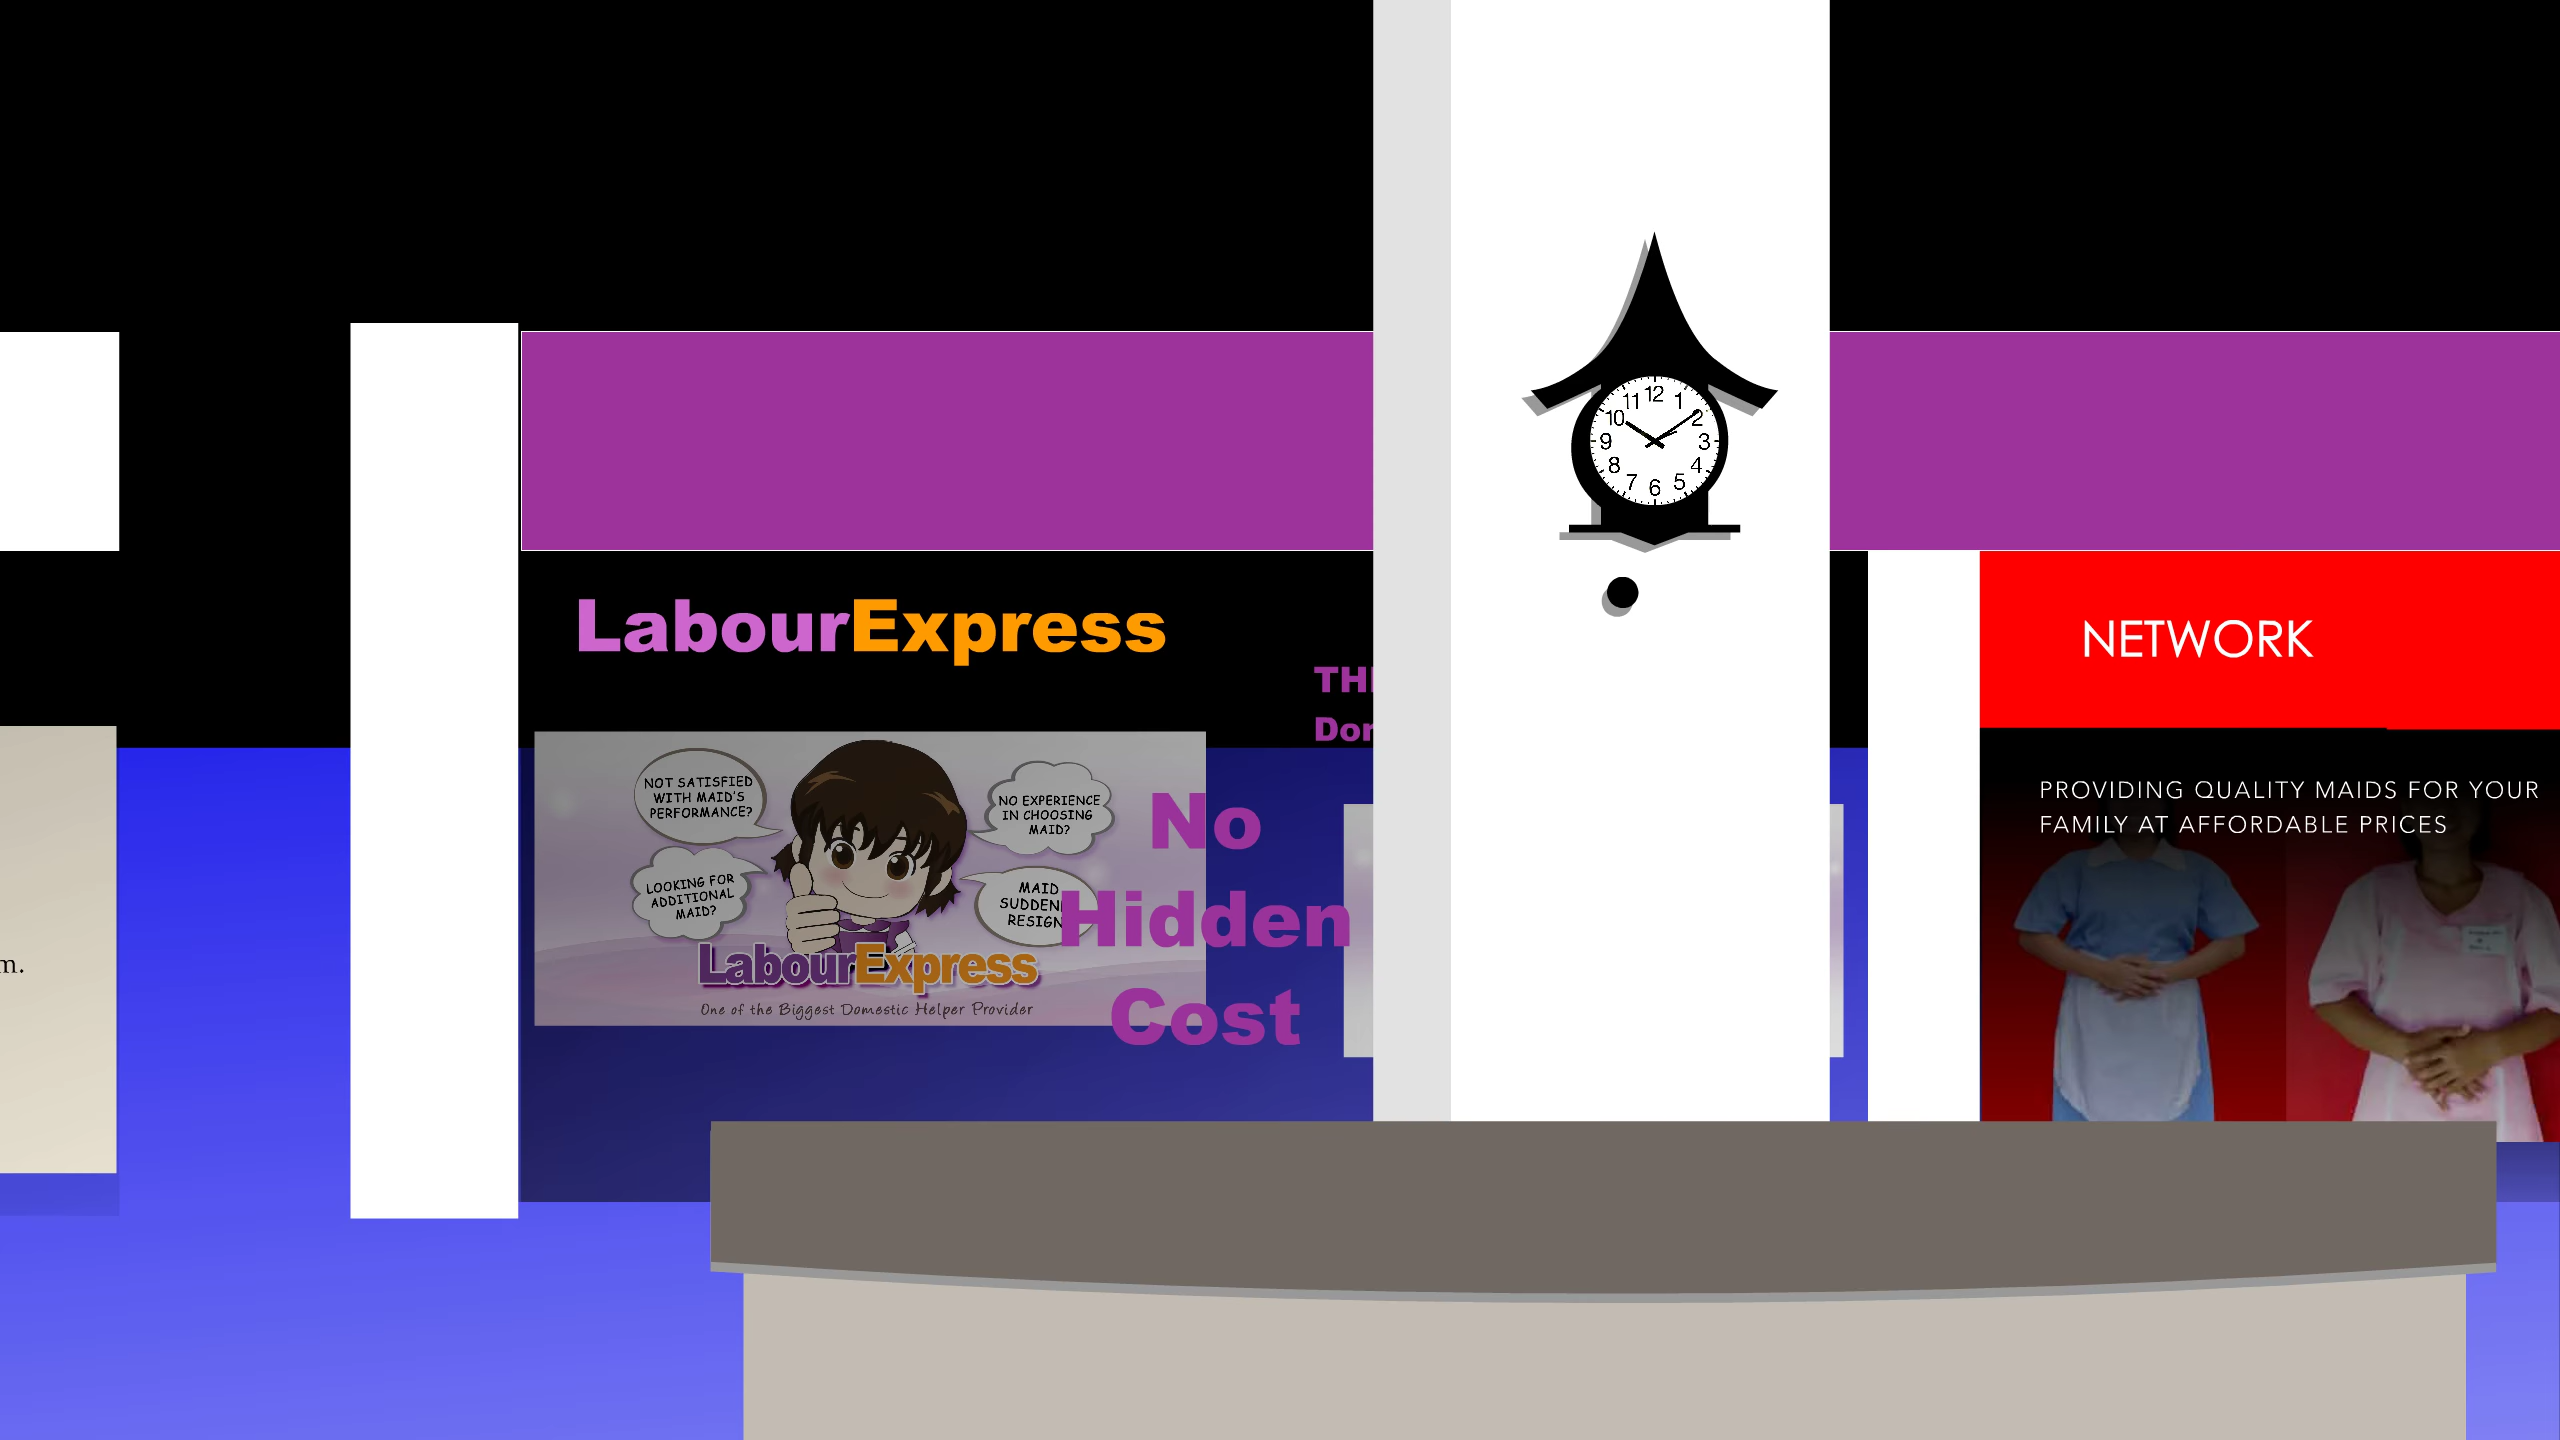 LabourExpress
NOT SATISFIED
WITH MAID'S
PERFORMANCE?
NO EXPERIENCE
IN CHOOSING
MAID?
LOOKING FOR
ADDITIONAL
MAID?
MAID
LabourExpress
One of the Biggest Domestic Helper Provider
No
Hidden
Cost
12
1
2
3
4
5
6
7
8
9
10
11
NETWORK
PROVIDING QUALITY MAIDS FOR YOUR
FAMILY AT AFFORDABLE PRICES